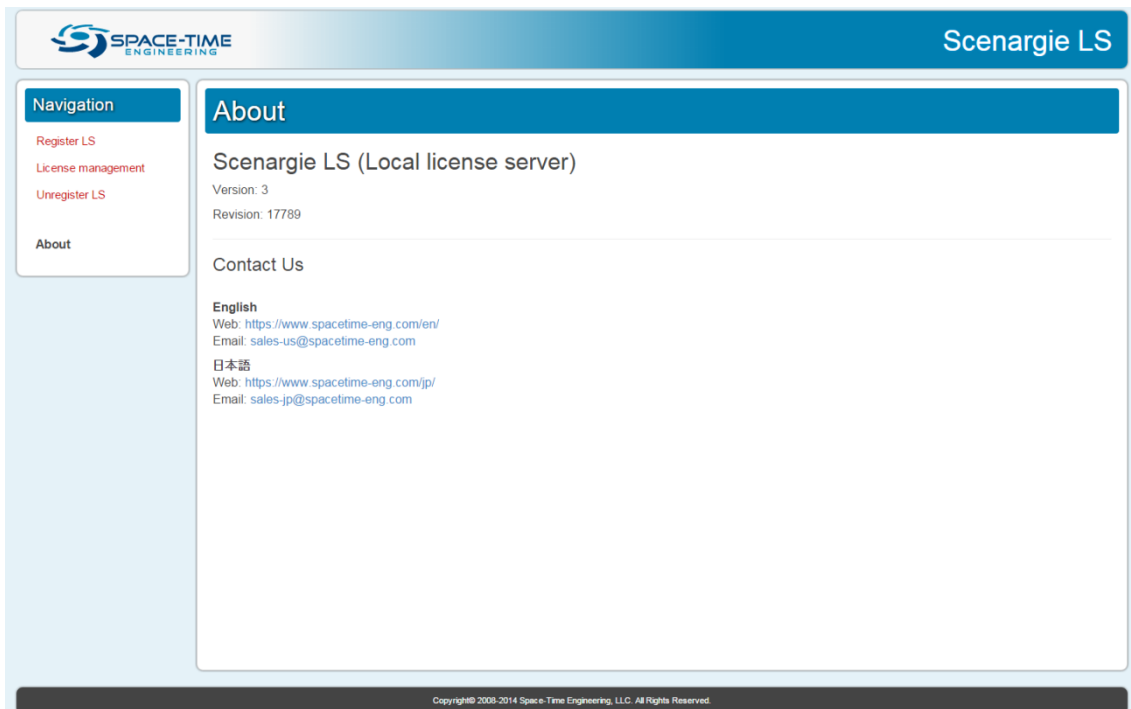 SPACE-TIME
ENGINEERING
Scenargie LS
Navigation
Register LS
License management
Unregister LS
About
About
Scenargie LS (Local license server)
Version: 3
Revision: 17789
Contact Us
English
Web: https://www.spacetime-eng.com/en/
Email: sales-us@spacetime-eng.com
日本語
Web: https://www.spacetime-eng.com/jp/
Email: sales-jp@spacetime-eng.com
Copyright© 2008-2014 Space-Time Engineering, LLC. All Rights Reserved.